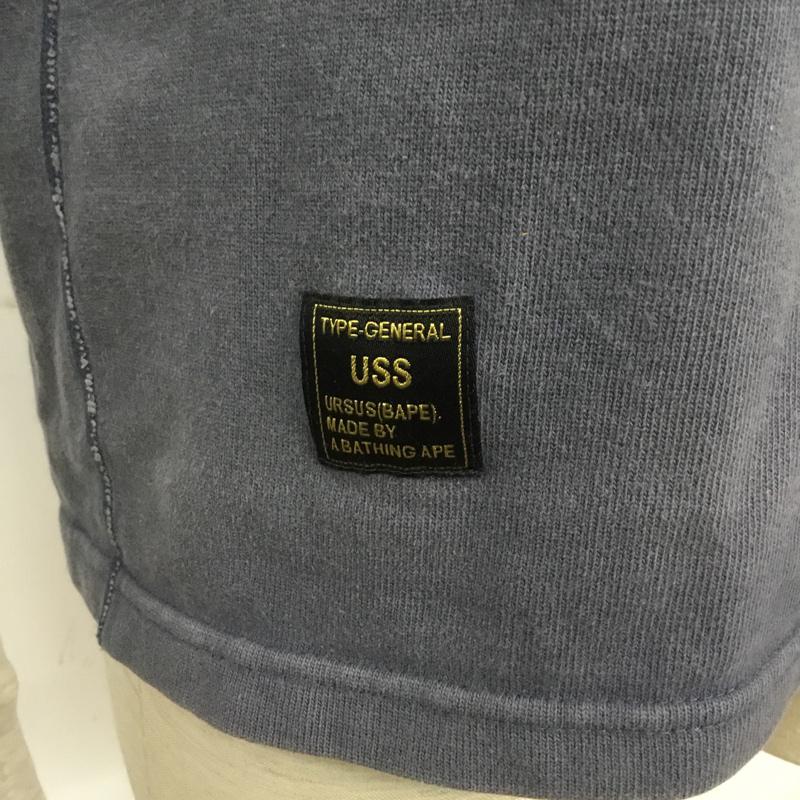 TYPE-GENERAL
USS
URSUS(BAPE).
MADE BY
A BATHING APE